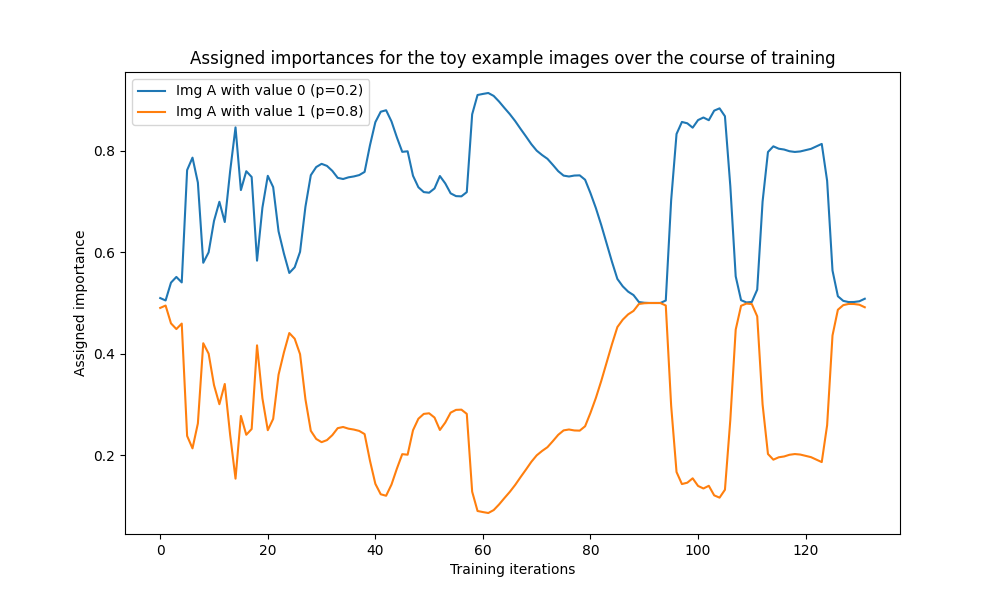 Assigned importances for the toy example images over the course of training
Img A with value 0 (p=0.2)
Img A with value 1 (p=0.8)
Assigned importance
0.8
0.6
0.4
0.2
0 20 40 60 80 100 120
Training iterations